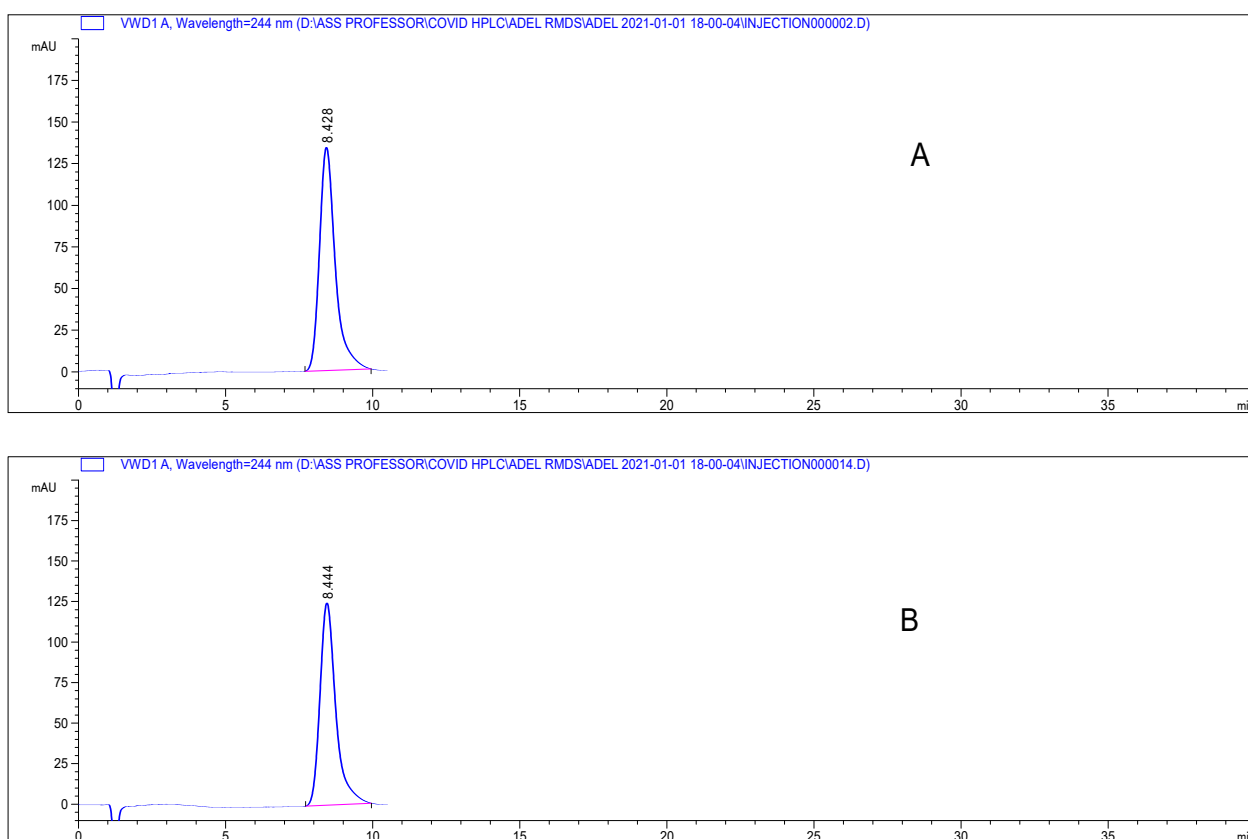 VWD1 A, Wavelength=244 nm (D:\ASS PROFESSOR\COVID HPLC\ADEL RMDS\ADEL 2021-01-01 18-00-04\INJECTION000002.D)
mAU
175
150
125
100
75
50
25
0
8.428
A
0 5 10 15 20 25 30 35 mi
VWD1 A, Wavelength=244 nm (D:\ASS PROFESSOR\COVID HPLC\ADEL RMDS\ADEL 2021-01-01 18-00-04\INJECTION000014.D)
mAU
175
150
125
100
75
50
25
0
8.444
B
0 5 10 15 20 25 30 35 mi